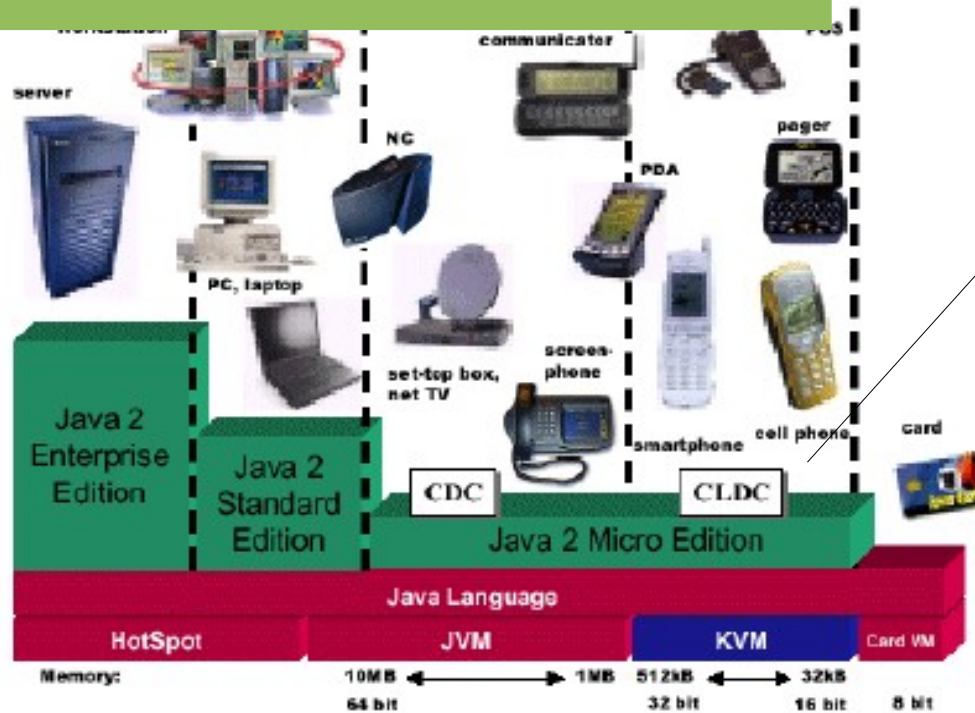 workstation
communicator
POS
server
NC
pager
PDA
PC, laptop
set-top box,
net TV
screen-
phone
smartphone
cell phone
card
Java 2
Enterprise
Edition
Java 2
Standard
Edition
CDC
CLDC
Java 2 Micro Edition
Java Language
HotSpot
JVM
KVM
Card VM
Memory:
10MB
1MB
512kB
32kB
64 bit
32 bit
16 bit
8 bit